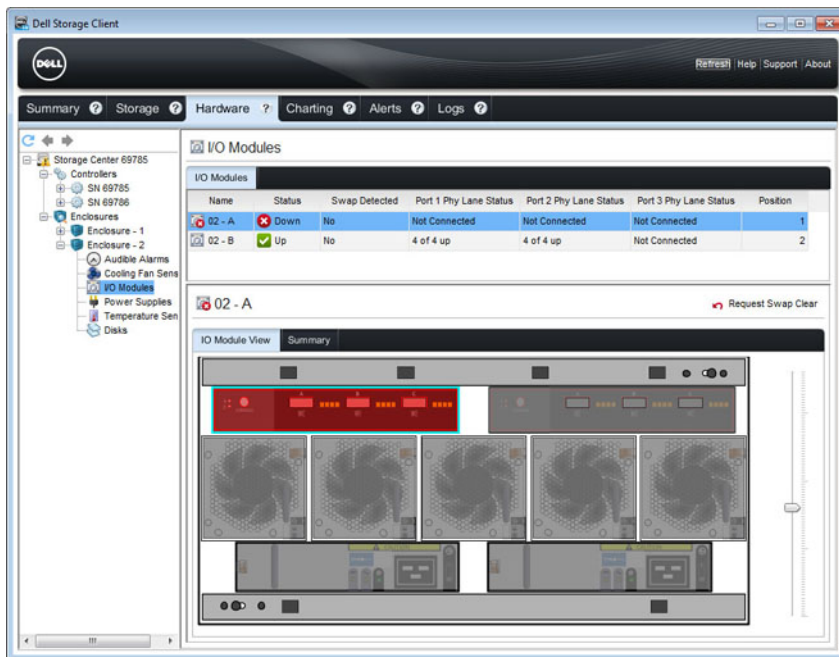 Dell Storage Client
DELL
Refresh Help Support About
Summary ? Storage ? Hardware ? Charting ? Alerts ? Logs ?
Storage Center 69785
Controllers
SN 69785
SN 69786
Enclosures
Enclosure - 1
Enclosure - 2
Audible Alarms
Cooling Fan Sens
I/O Modules
Power Supplies
Temperature Sen
Disks
I/O Modules
I/O Modules
Name Status Swap Detected Port 1 Phy Lane Status Port 2 Phy Lane Status Port 3 Phy Lane Status Position
02 - A Down No Not Connected Not Connected Not Connected 1
02 - B Up No 4 of 4 up 4 of 4 up Not Connected 2
02 - A
Request Swap Clear
IO Module View Summary
A B C